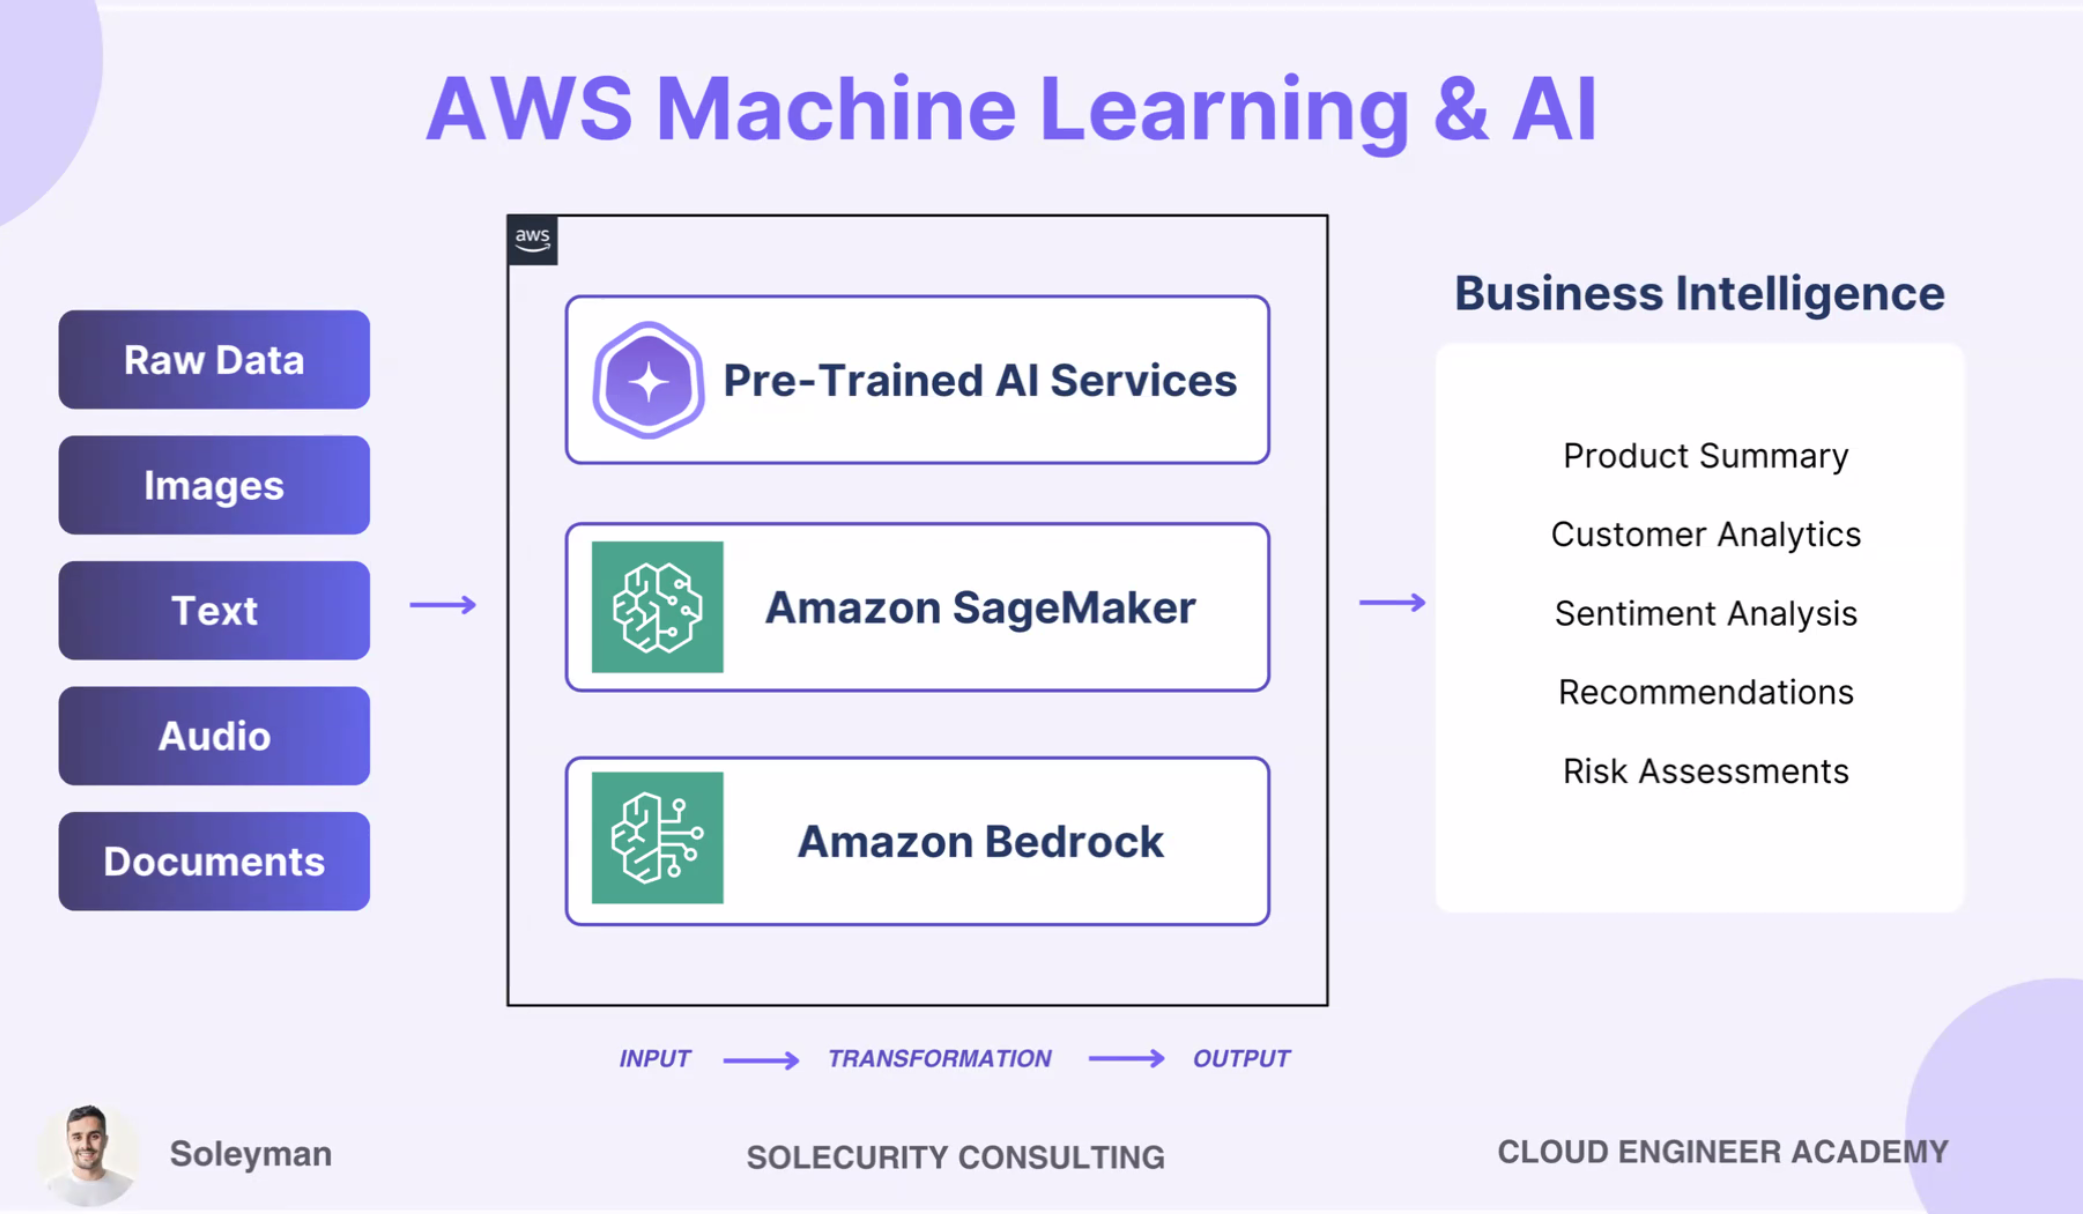 AWS Machine Learning & AI
Raw Data
Images
Text
Audio
Documents
aws
Pre-Trained AI Services
Amazon SageMaker
Amazon Bedrock
Business Intelligence
Product Summary
Customer Analytics
Sentiment Analysis
Recommendations
Risk Assessments
INPUT
TRANSFORMATION
OUTPUT
Soleyman
SOLECURITY CONSULTING
CLOUD ENGINEER ACADEMY